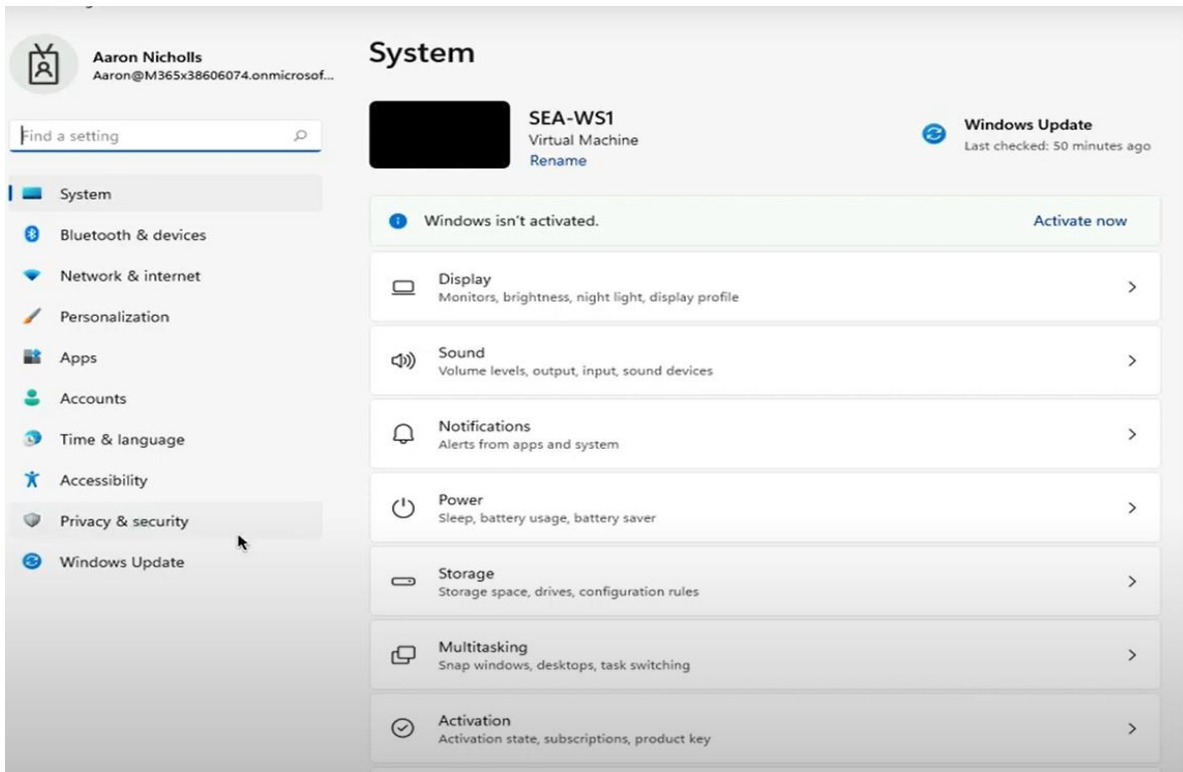 Aaron Nicholls
Aaron@M365x38606074.onmicrosof...
Find a setting
System
Bluetooth & devices
Network & internet
Personalization
Apps
Accounts
Time & language
Accessibility
Privacy & security
Windows Update
System
SEA-WS1
Virtual Machine
Rename
Windows Update
Last checked: 50 minutes ago
Windows isn't activated.
Activate now
Display
Monitors, brightness, night light, display profile
Sound
Volume levels, output, input, sound devices
Notifications
Alerts from apps and system
Power
Sleep, battery usage, battery saver
Storage
Storage space, drives, configuration rules
Multitasking
Snap windows, desktops, task switching
Activation
Activation state, subscriptions, product key